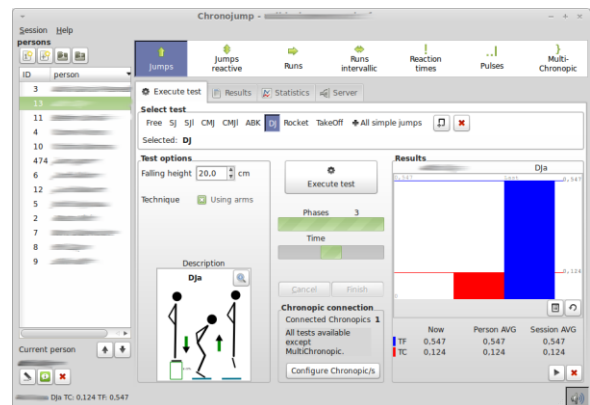 Chronojump -
Session Help
persons
Jumps
Jumps reactive
Runs
Runs intervallic
Reaction times
Pulses
Multi-Chronopic
ID person
3
13
11
4
10
474
6
12
5
2
7
8
9
Current person
Execute test Results Statistics Server
Select test
Free SJ SJl CMJ CMJl ABK DJ Rocket TakeOff All simple jumps
Selected: DJ
Test options
Falling height 20,0 cm
Technique Using arms
Description
DJa
Execute test
Phases 3
Time
Cancel Finish
Chronopic connection
Connected Chronopics 1
All tests available
except
MultiChronopic.
Configure Chronopic/s
Results
DJa
0,547
0,547
0,124
Now Person AVG Session AVG
TF 0.547 0,547 0.547
TC 0.124 0,124 0.124
DJa TC: 0,124 TF: 0,547